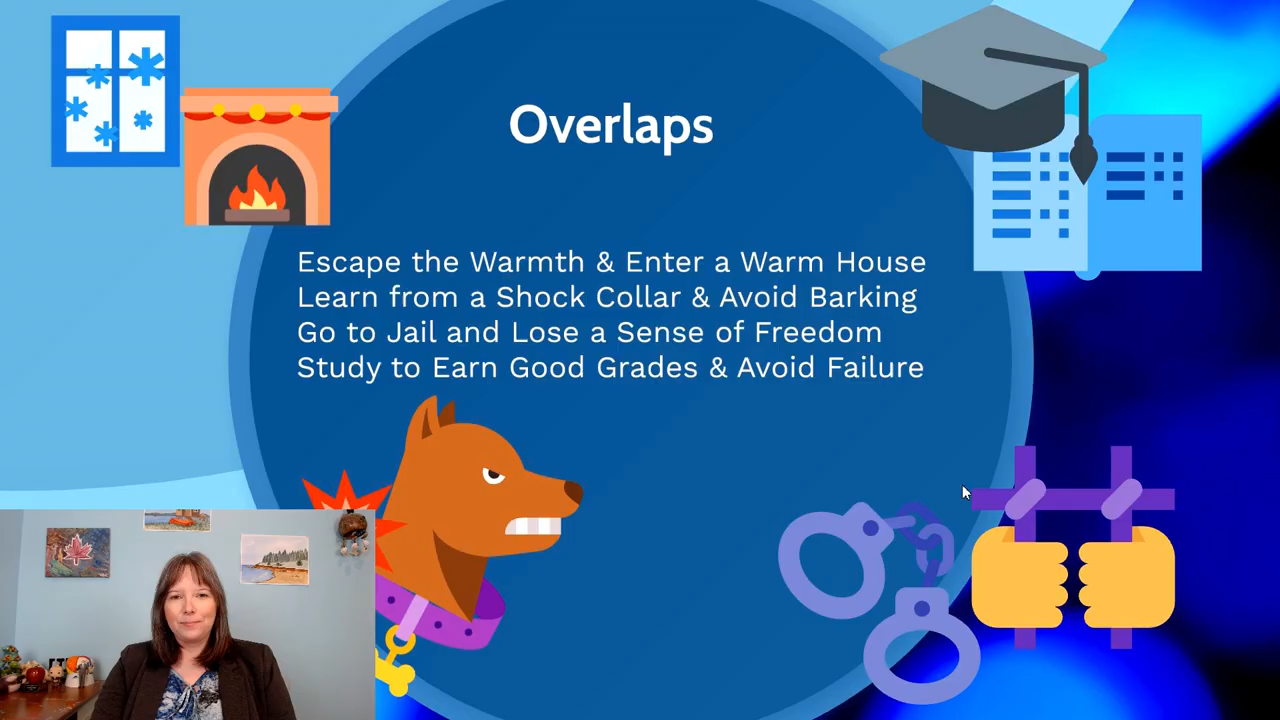 Overlaps
Escape the Warmth & Enter a Warm House
Learn from a Shock Collar & Avoid Barking
Go to Jail and Lose a Sense of Freedom
Study to Earn Good Grades & Avoid Failure